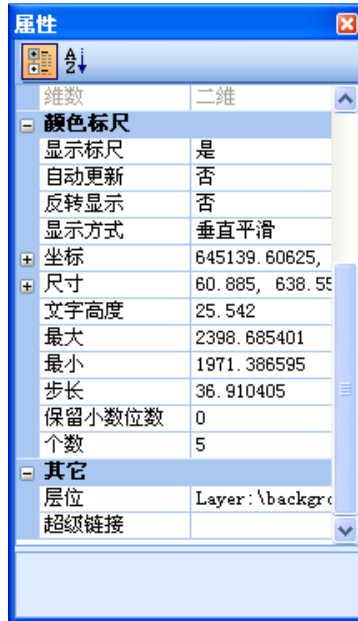 属性
维数 二维
颜色标尺
显示标尺 是
自动更新 否
反转显示 否
显示方式 垂直平滑
坐标 645139.60625,
尺寸 60.885, 638.55
文字高度 25.542
最大 2398.685401
最小 1971.386595
步长 36.910405
保留小数位数 0
个数 5
其它
层位 Layer:\backgro
超级链接